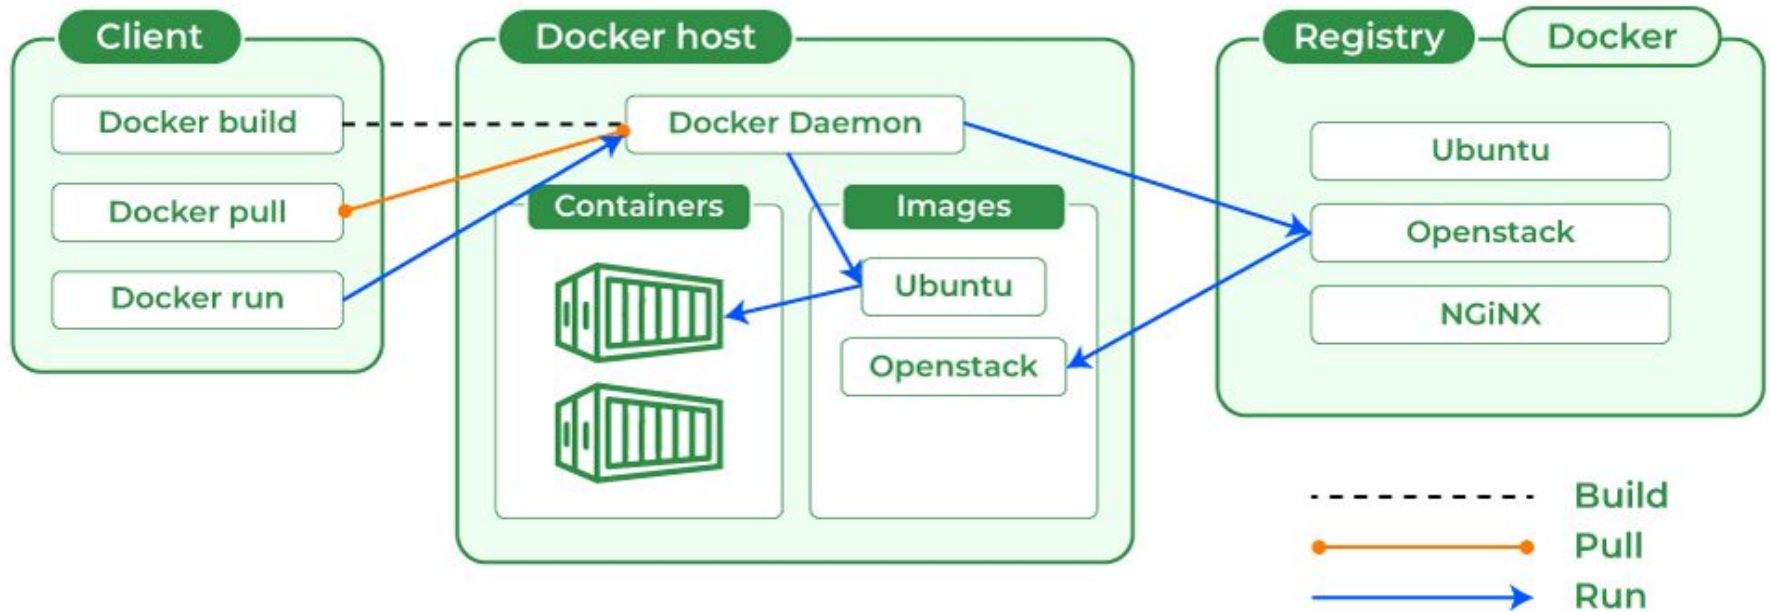 Client
Docker build
Docker pull
Docker run
Docker host
Docker Daemon
Containers
Images
Ubuntu
Openstack
Registry
Docker
Ubuntu
Openstack
NGiNX
Build
Pull
Run